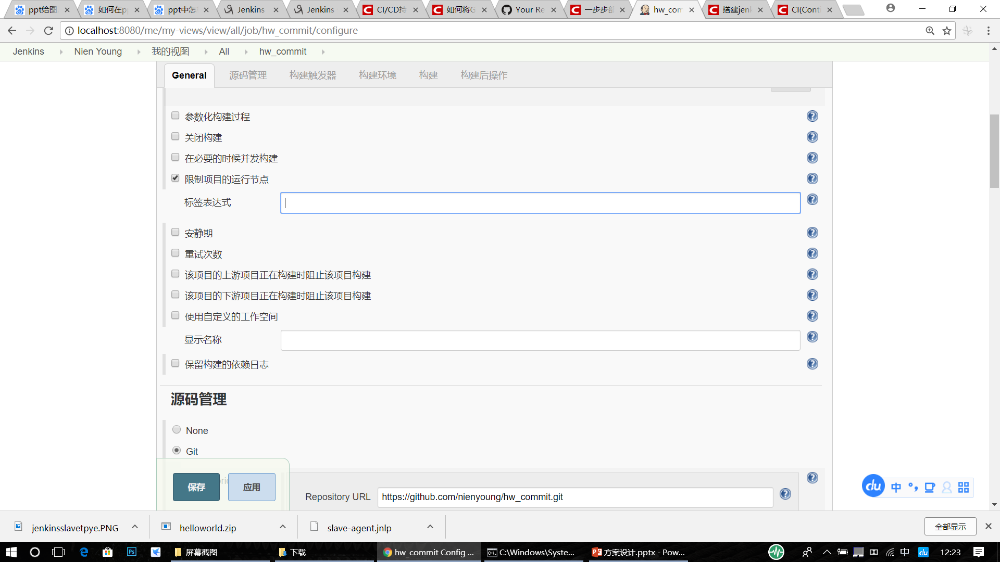 ppt给图
如何在pp
ppt中怎
Jenkins
Jenkins
CI/CD持
如何将G
Your Re
一步步部
hw_com
搭建jenk
CI(Conti
localhost:8080/me/my-views/view/all/job/hw_commit/configure
Jenkins
Nien Young
我的视图
All
hw_commit
General
源码管理
构建触发器
构建环境
构建
构建后操作
参数化构建过程
关闭构建
在必要的时候并发构建
限制项目的运行节点
标签表达式
安静期
重试次数
该项目的上游项目正在构建时阻止该项目构建
该项目的下游项目正在构建时阻止该项目构建
使用自定义的工作空间
显示名称
保留构建的依赖日志
源码管理
None
Git
保存
应用
Repository URL
https://github.com/nienyoung/hw_commit.git
du 中
jenkinsslavetpye.PNG
helloworld.zip
slave-agent.jnlp
全部显示
Ps
屏幕截图
下载
hw_commit Config ...
C:\Windows\Syste...
方案设计.pptx - Pow...
中
du
12:23